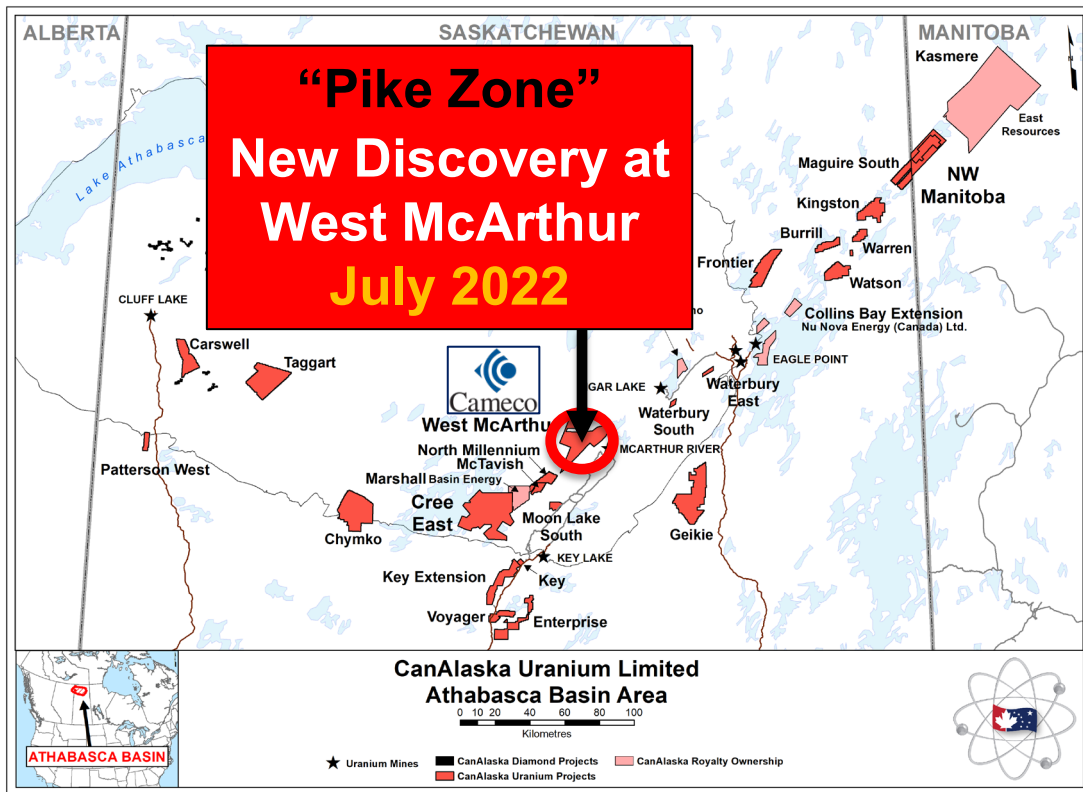 ALBERTA
SASKATCHEWAN
MANITOBA
"Pike Zone"
New Discovery at
West McArthur
July 2022
Lake Athabasca
Kasmere
East
Resources
Maguire South
NW
Manitoba
Kingston
Burrill
Warren
Frontier
Watson
Collins Bay Extension
Nu Nova Energy (Canada) Ltd.
EAGLE POINT
CLUFF LAKE
Carswell
Taggart
Cameco
GAR LAKE
Waterbury
East
Waterbury
South
West McArthu
MCARTHUR RIVER
North Millennium
McTavish
Marshall Basin Energy
Patterson West
Cree
East
Moon Lake
South
Chymko
Geikie
KEY LAKE
Key Extension
Key
Voyager
Enterprise
CanAlaska Uranium Limited
Athabasca Basin Area
0 10 20 40 60 80 100
Kilometres
ATHABASCA BASIN
Uranium Mines
CanAlaska Diamond Projects
CanAlaska Royalty Ownership
CanAlaska Uranium Projects